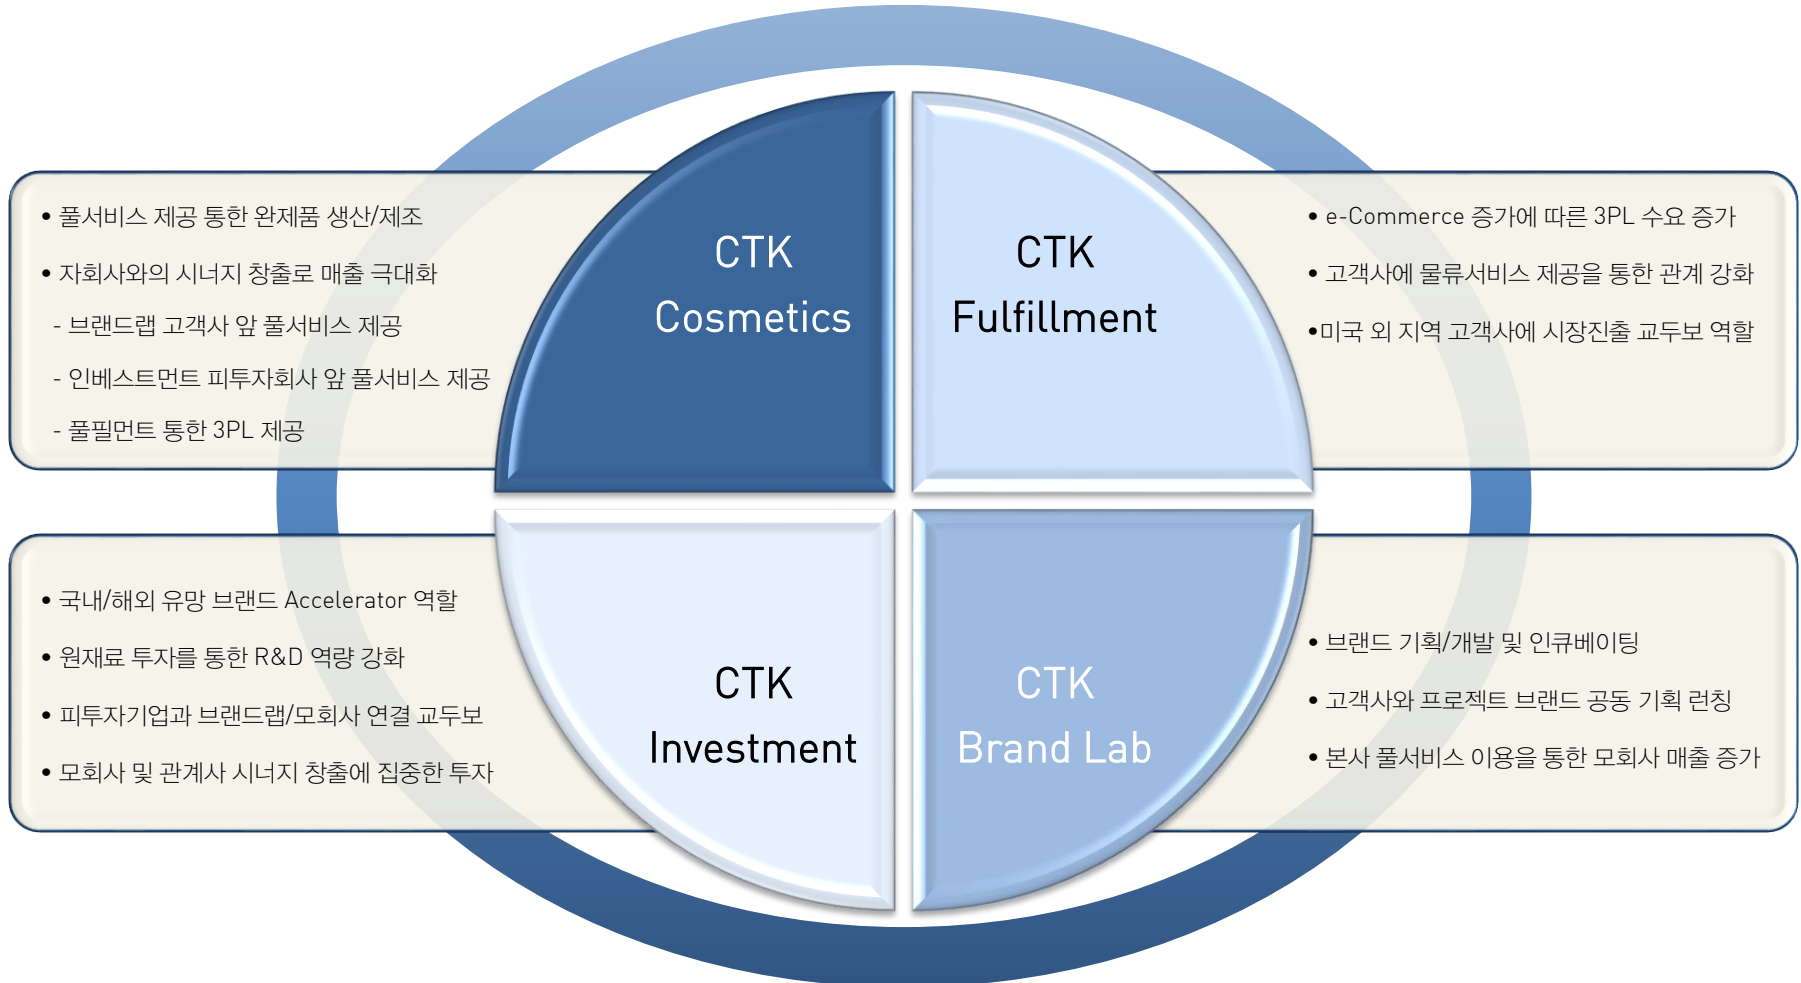 • 풀서비스 제공 통한 완제품 생산/제조
• 자회사와의 시너지 창출로 매출 극대화
- 브랜드랩 고객사 앞 풀서비스 제공
- 인베스트먼트 피투자회사 앞 풀서비스 제공
- 풀필먼트 통한 3PL 제공
CTK
Cosmetics
CTK
Fulfillment
• e-Commerce 증가에 따른 3PL 수요 증가
• 고객사에 물류서비스 제공을 통한 관계 강화
•미국 외 지역 고객사에 시장진출 교두보 역할
• 국내/해외 유망 브랜드 Accelerator 역할
• 원재료 투자를 통한 R&D 역량 강화
• 피투자기업과 브랜드랩/모회사 연결 교두보
• 모회사 및 관계사 시너지 창출에 집중한 투자
CTK
Investment
CTK
Brand Lab
• 브랜드 기획/개발 및 인큐베이팅
• 고객사와 프로젝트 브랜드 공동 기획 런칭
• 본사 풀서비스 이용을 통한 모회사 매출 증가